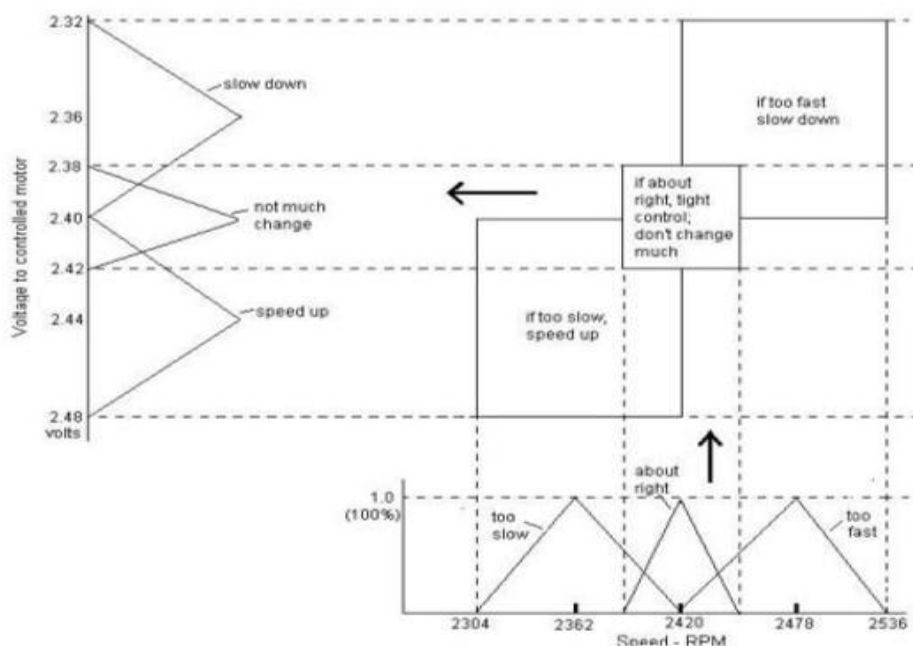 2.32
slow down
2.36
if too fast
slow down
2.38
Voltage to controlled motor
not much
change
2.40
if about
right, tight
control;
don't change
much
2.42
2.44
speed up
if too slow,
speed up
2.48
volts
about
right
1.0
(100%)
too
slow
too
fast
2304
2362
2420
2478
2536
Speed - RPM